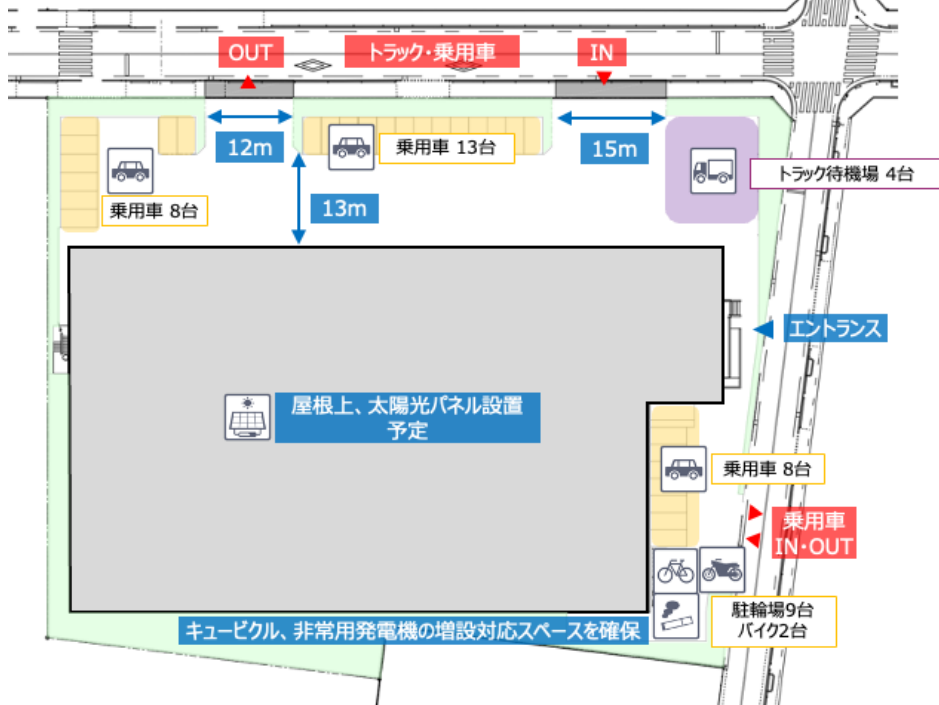 OUT
トラック・乗用車
IN
12m
乗用車 13台
15m
トラック待機場 4台
乗用車 8台
13m
エントランス
屋根上、太陽光パネル設置
予定
乗用車 8台
乗用車
IN・OUT
駐輪場9台
バイク2台
キュービクル、非常用発電機の増設対応スペースを確保